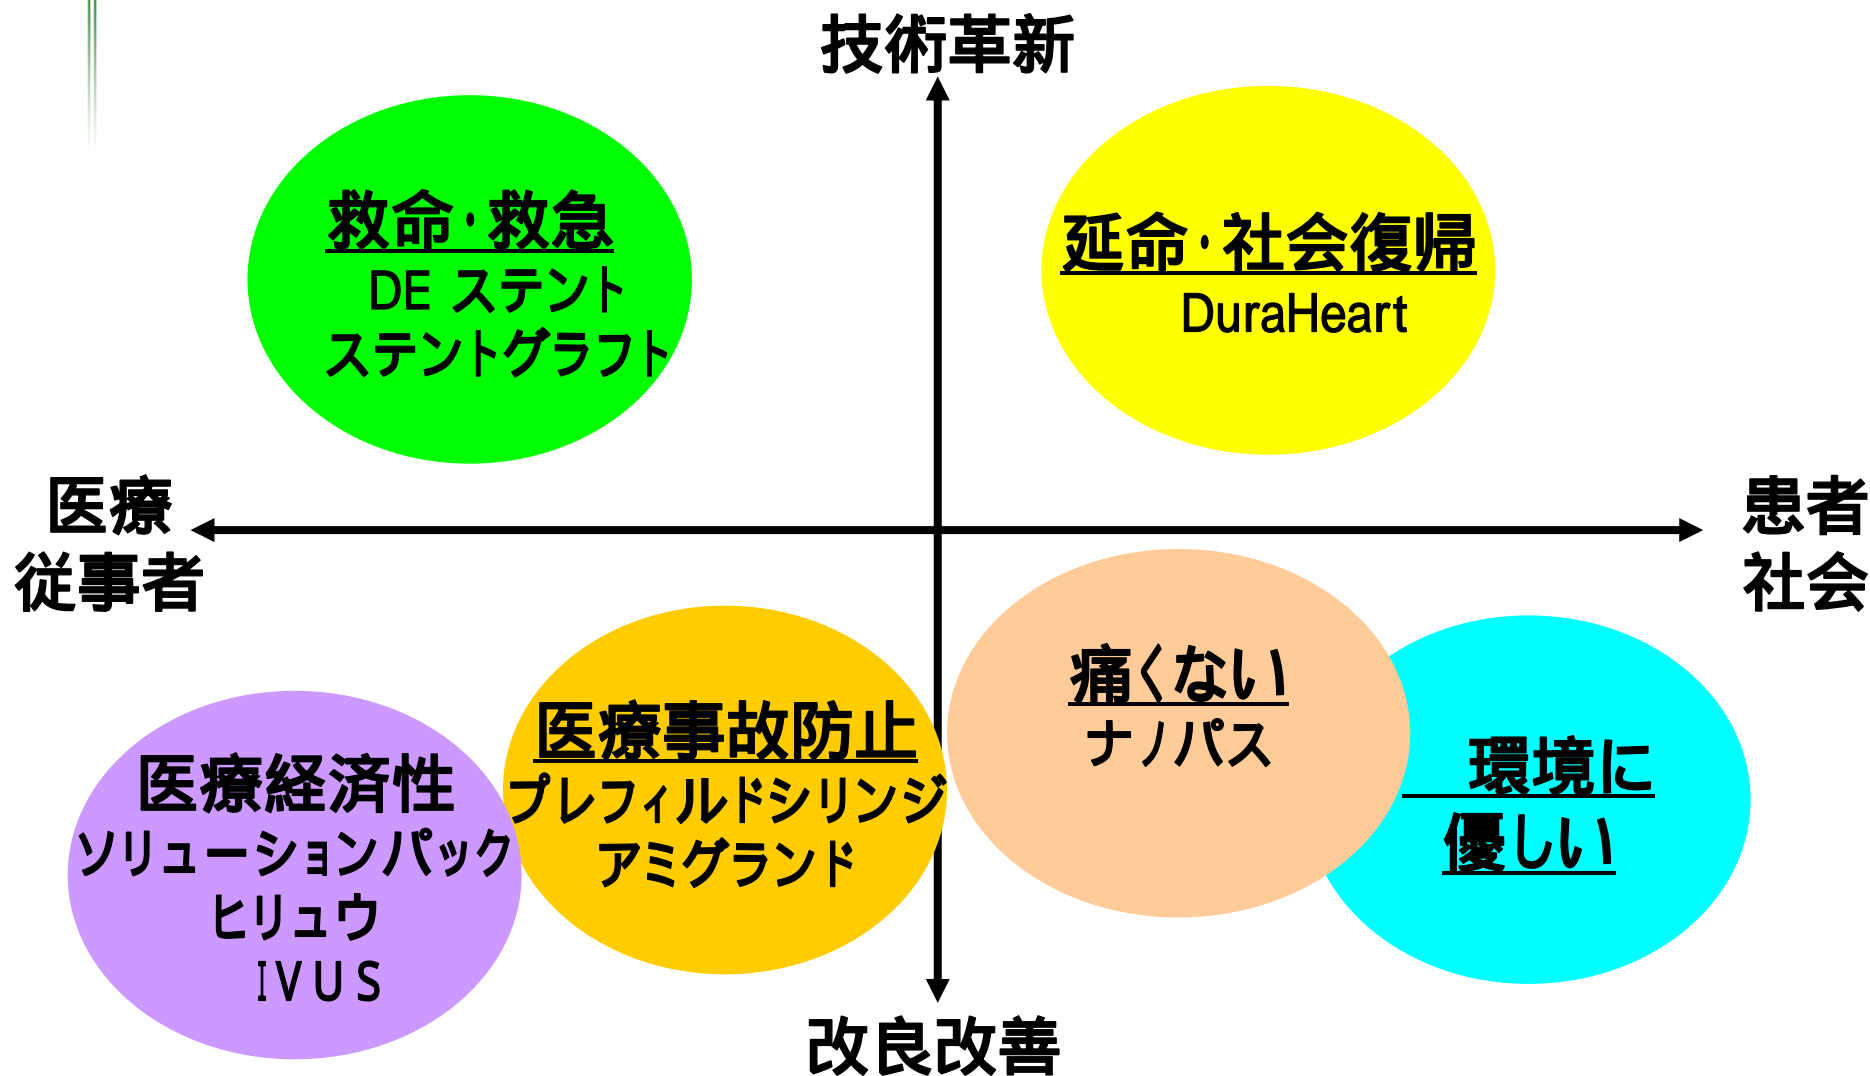 技術革新
救命・救急
DE ステント
ステントグラフト
延命・社会復帰
DuraHeart
医療
従事者
患者
社会
痛くない
ナノパス
医療事故防止
プレフィルドシリンジ
アミグランド
環境に
優しい
医療経済性
ソリューションパック
ヒリュウ
ＩＶＵＳ
改良改善